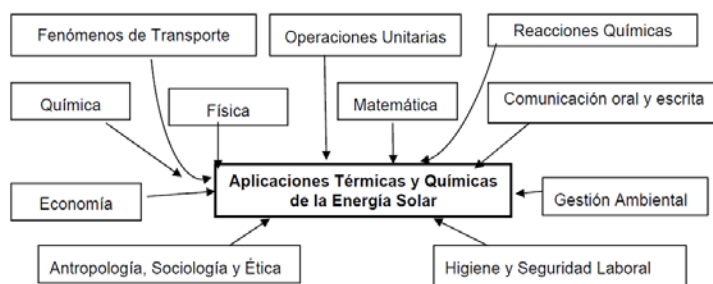 Fenómenos de Transporte
Operaciones Unitarias
Reacciones Químicas
Química
Física
Matemática
Comunicación oral y escrita
Aplicaciones Térmicas y Químicas
de la Energía Solar
Economía
Gestión Ambiental
Antropología, Sociología y Ética
Higiene y Seguridad Laboral